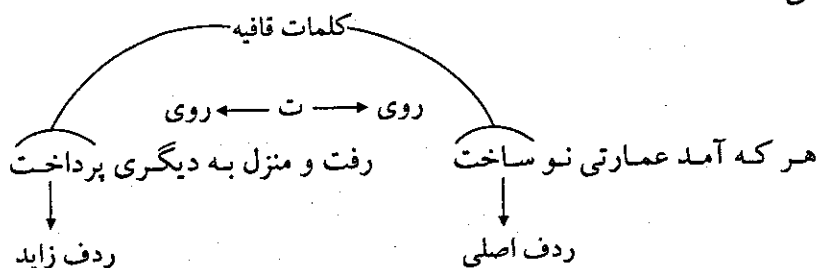 کلمات قافیه
روی ت روی
هر که آمد عمارتی نو ساخت رفت و منزل به دیگری پرداخت
ردف اصلی ردف زاید